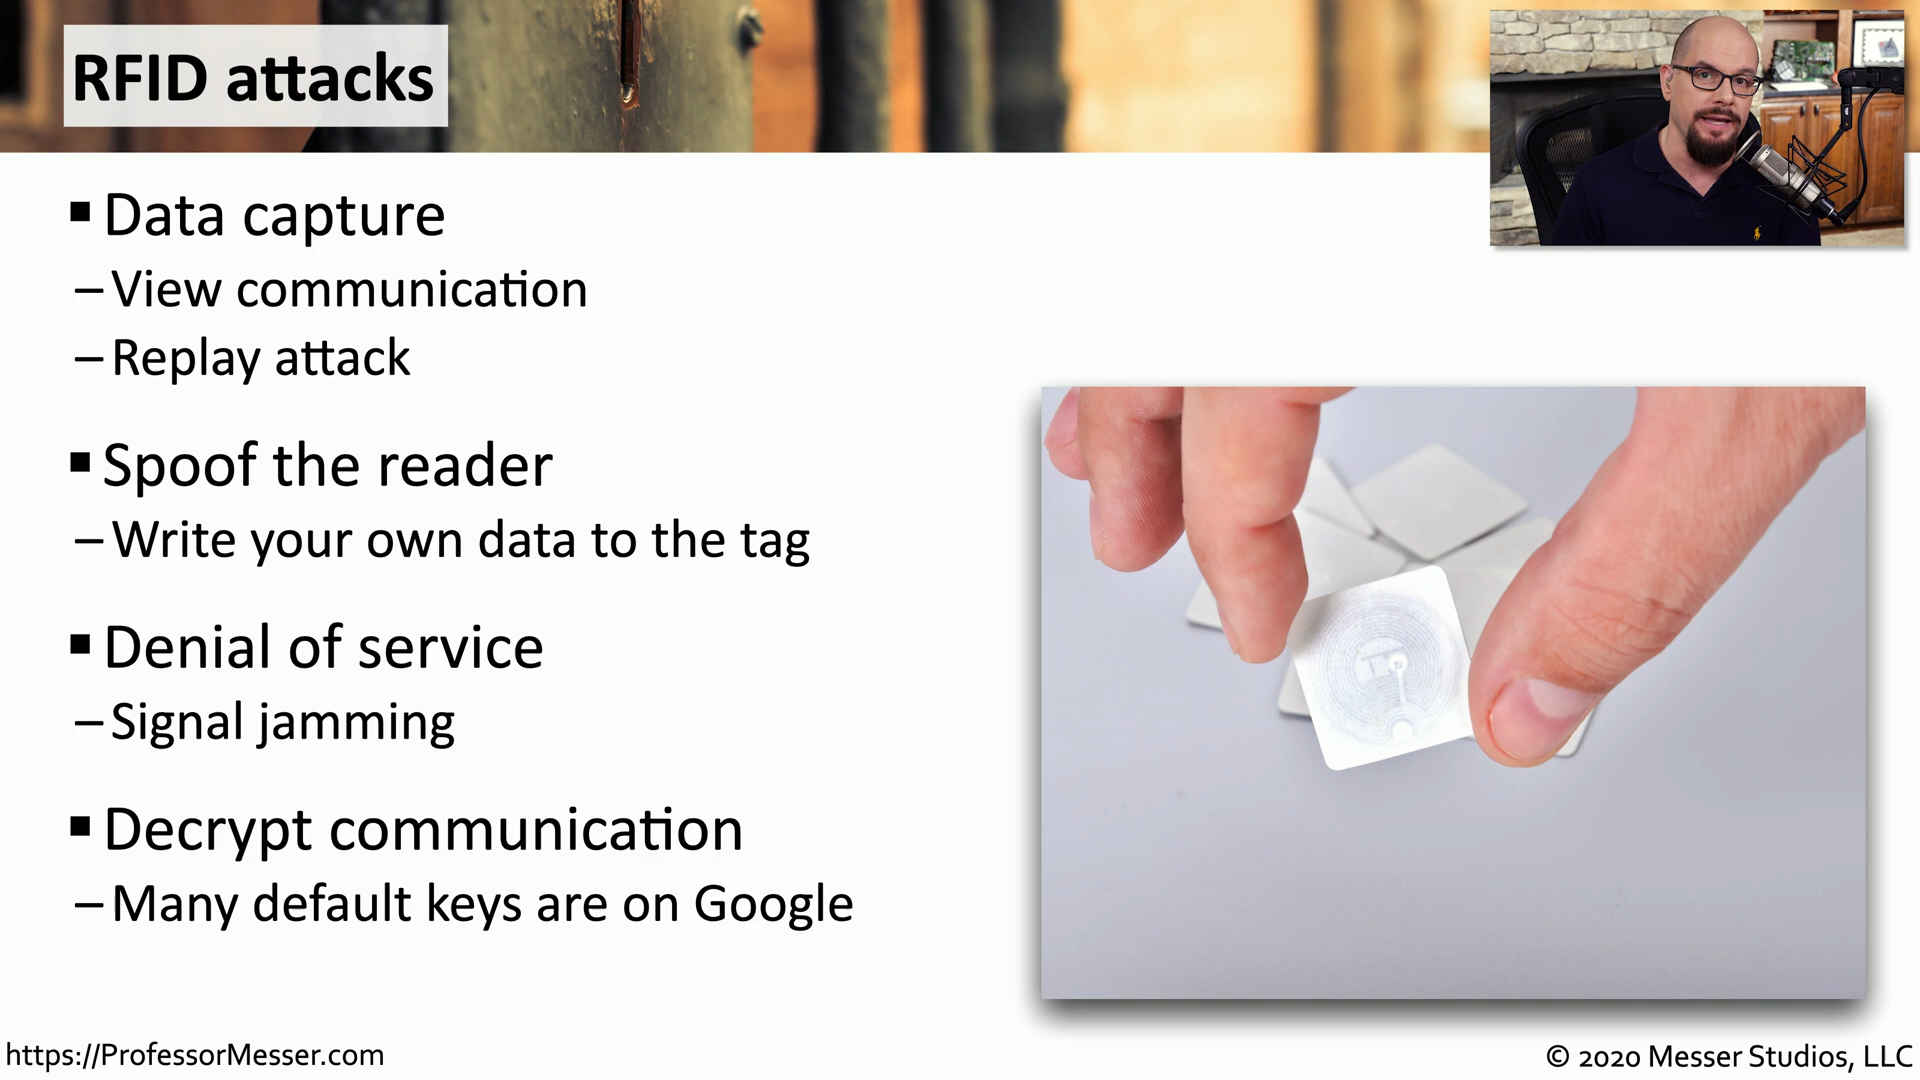 RFID attacks
▪ Data capture
– View communication
– Replay attack
▪ Spoof the reader
– Write your own data to the tag
▪ Denial of service
– Signal jamming
▪ Decrypt communication
– Many default keys are on Google
https://ProfessorMesser.com
© 2020 Messer Studios, LLC